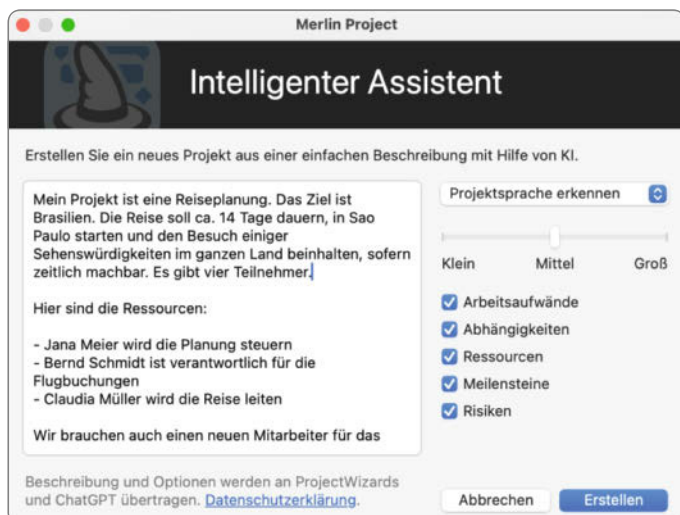 Merlin Project
Intelligenter Assistent
Erstellen Sie ein neues Projekt aus einer einfachen Beschreibung mit Hilfe von KI.
Mein Projekt ist eine Reiseplanung. Das Ziel ist
Brasilien. Die Reise soll ca. 14 Tage dauern, in Sao
Paulo starten und den Besuch einiger
Sehenswürdigkeiten im ganzen Land beinhalten, sofern
zeitlich machbar. Es gibt vier Teilnehmer.
Hier sind die Ressourcen:
- Jana Meier wird die Planung steuern
- Bernd Schmidt ist verantwortlich für die
Flugbuchungen
- Claudia Müller wird die Reise leiten
Wir brauchen auch einen neuen Mitarbeiter für das
Projektsprache erkennen
Klein Mittel Groß
Arbeitsaufwände
Abhängigkeiten
Ressourcen
Meilensteine
Risiken
Beschreibung und Optionen werden an ProjectWizards
und ChatGPT übertragen. Datenschutzerklärung.
Abbrechen Erstellen